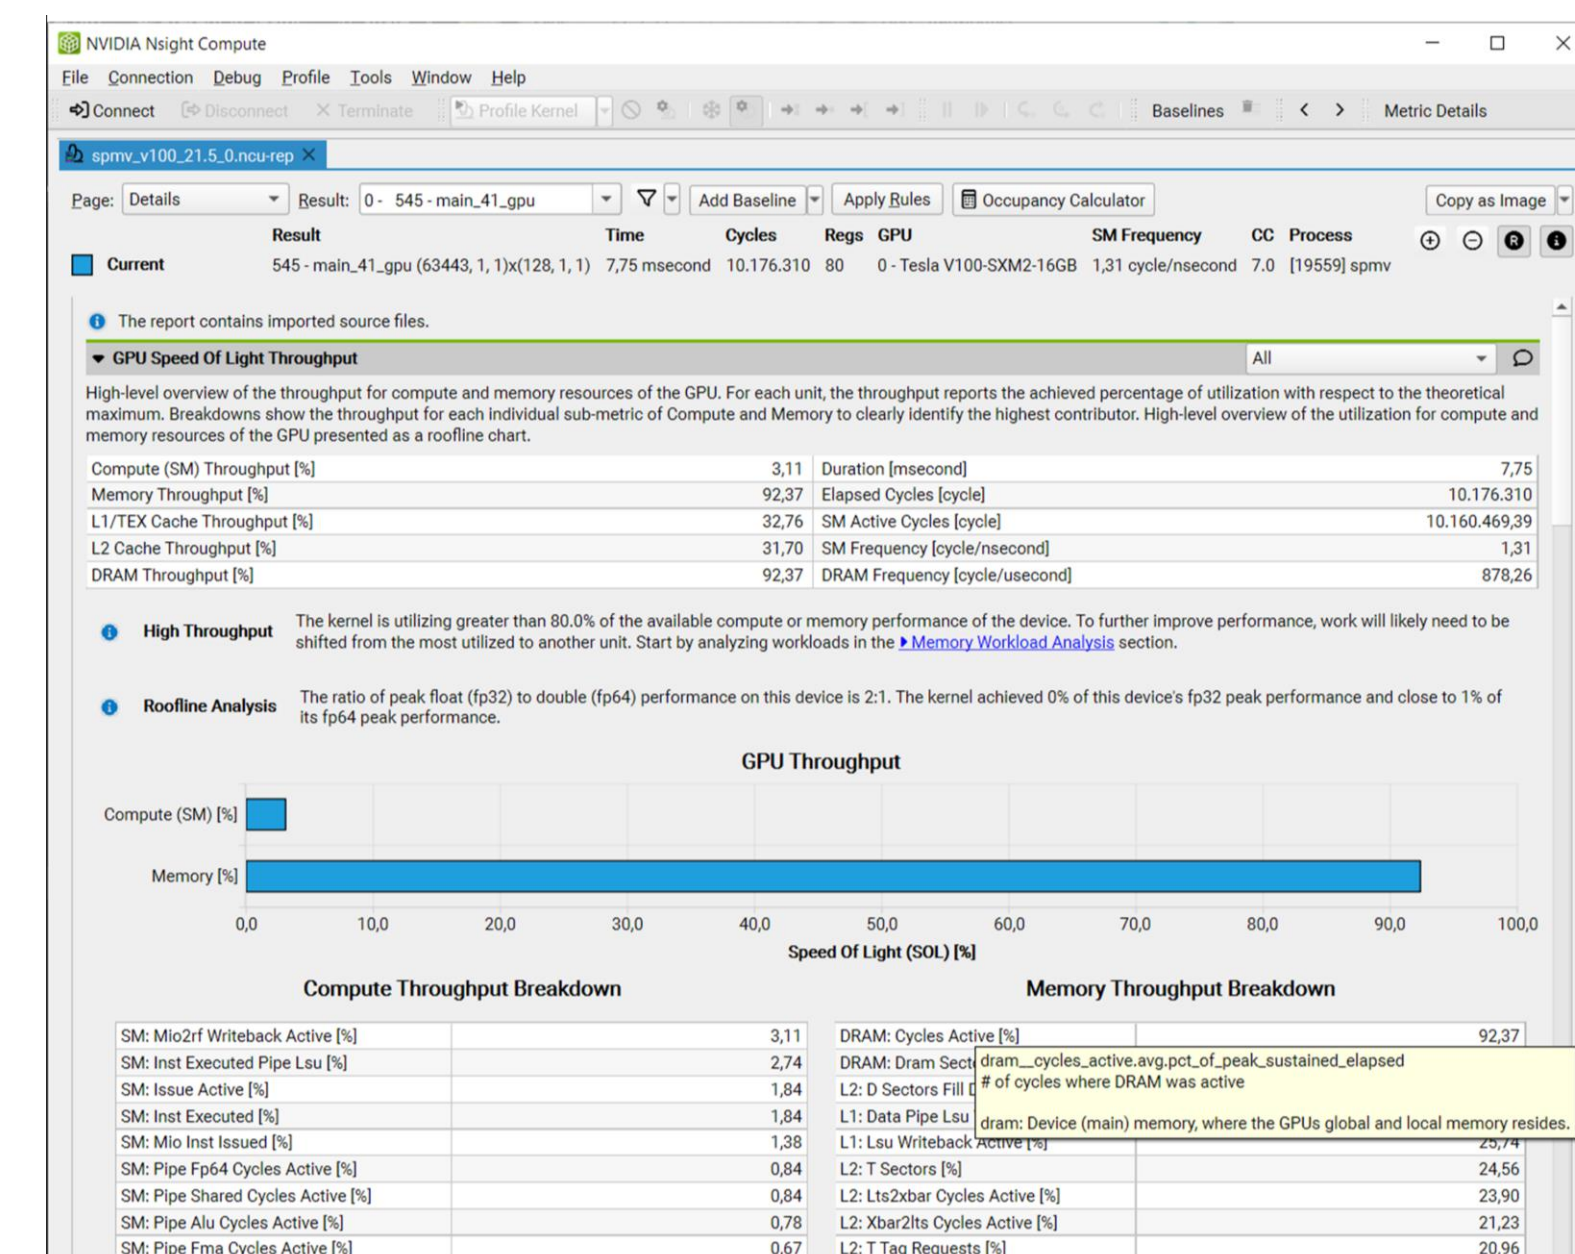 NVIDIA Nsight Compute
File Connection Debug Profile Tools Window Help
Connect Disconnect Terminate Profile Kernel Baselines Metric Details
spmv_v100_21.5_0.ncu-rep
Page: Details Result: 0 - 545 - main_41_gpu Add Baseline Apply Rules Occupancy Calculator Copy as Image
Result Time Cycles Regs GPU SM Frequency CC Process
Current 545 - main_41_gpu (63443, 1, 1)x(128, 1, 1) 7,75 msecond 10.176.310 80 0 - Tesla V100-SXM2-16GB 1,31 cycle/nsecond 7.0 [19559] spmv
The report contains imported source files.
GPU Speed Of Light Throughput All
High-level overview of the throughput for compute and memory resources of the GPU. For each unit, the throughput reports the achieved percentage of utilization with respect to the theoretical
maximum. Breakdowns show the throughput for each individual sub-metric of Compute and Memory to clearly identify the highest contributor. High-level overview of the utilization for compute and
memory resources of the GPU presented as a roofline chart.
Compute (SM) Throughput [%] 3,11 Duration [msecond] 7,75
Memory Throughput [%] 92,37 Elapsed Cycles [cycle] 10.176.310
L1/TEX Cache Throughput [%] 32,76 SM Active Cycles [cycle] 10.160.469,39
L2 Cache Throughput [%] 31,70 SM Frequency [cycle/nsecond] 1,31
DRAM Throughput [%] 92,37 DRAM Frequency [cycle/usecond] 878,26
High Throughput The kernel is utilizing greater than 80.0% of the available compute or memory performance of the device. To further improve performance, work will likely need to be
shifted from the most utilized to another unit. Start by analyzing workloads in the Memory Workload Analysis section.
Roofline Analysis The ratio of peak float (fp32) to double (fp64) performance on this device is 2:1. The kernel achieved 0% of this device's fp32 peak performance and close to 1% of
its fp64 peak performance.
GPU Throughput
Compute (SM) [%]
Memory [%]
0,0 10,0 20,0 30,0 40,0 50,0 60,0 70,0 80,0 90,0 100,0
Speed Of Light (SOL) [%]
Compute Throughput Breakdown Memory Throughput Breakdown
SM: Mio2rf Writeback Active [%] 3,11 DRAM: Cycles Active [%] 92,37
SM: Inst Executed Pipe Lsu [%] 2,74 DRAM: Dram dram__cycles_active.avg.pct_of_peak_sustained_elapsed
SM: Issue Active [%] 1,84 L2: D Sectors Fill # of cycles where DRAM was active
SM: Inst Executed [%] 1,84 L1: Data Pipe Lsu dram: Device (main) memory, where the GPUs global and local memory resides.
SM: Mio Inst Issued [%] 1,38 L1: Lsu Writeback Active [%] 25,74
SM: Pipe Fp64 Cycles Active [%] 0,84 L2: T Sectors [%] 24,56
SM: Pipe Shared Cycles Active [%] 0,84 L2: Lts2xbar Cycles Active [%] 23,90
SM: Pipe Alu Cycles Active [%] 0,78 L2: Xbar2lts Cycles Active [%] 21,23
SM: Pipe Fma Cycles Active [%] 0,67 L2: T Tag Requests [%] 20,96